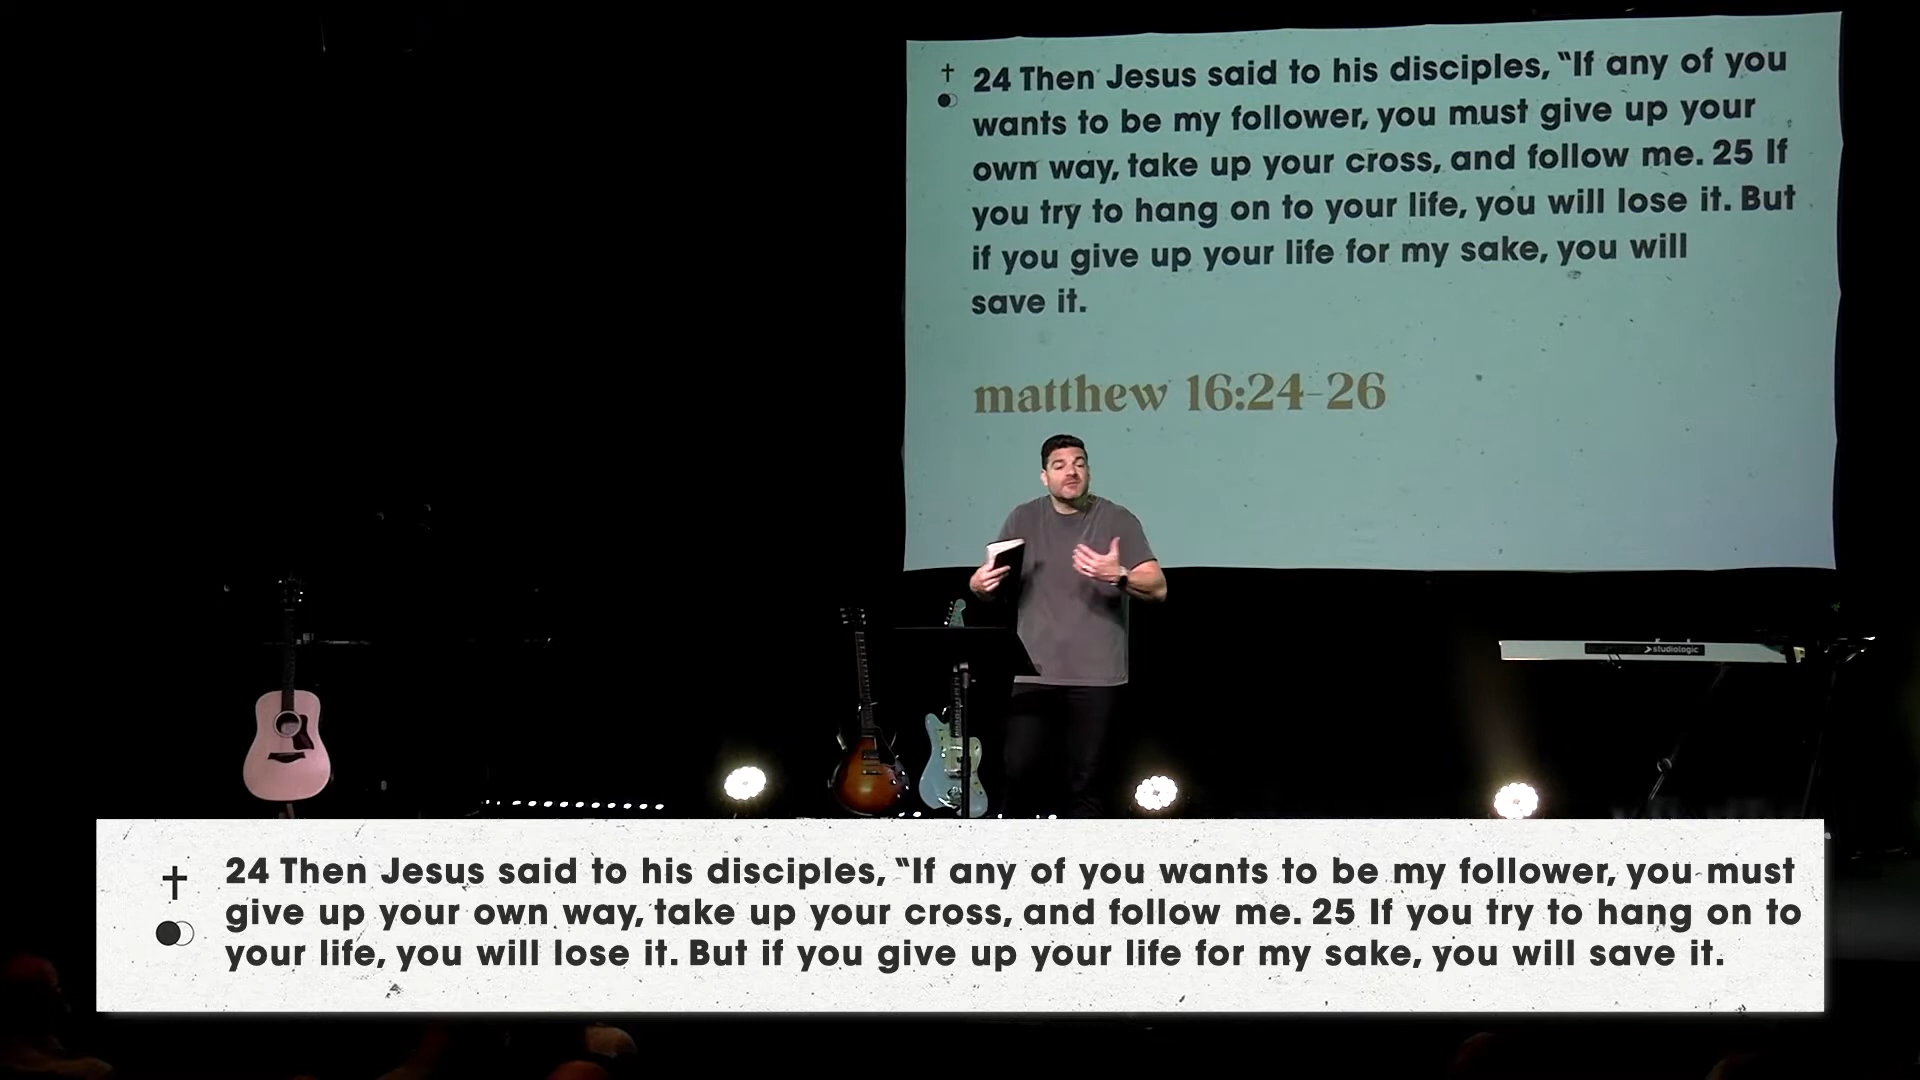 24 Then Jesus said to his disciples, “If any of you
wants to be my follower, you must give up your
own way, take up your cross, and follow me. 25 If
you try to hang on to your life, you will lose it. But
if you give up your life for my sake, you will
save it.
matthew 16:24-26
studiologic
24 Then Jesus said to his disciples, “If any of you wants to be my follower, you must
give up your own way, take up your cross, and follow me. 25 If you try to hang on to
your life, you will lose it. But if you give up your life for my sake, you will save it.